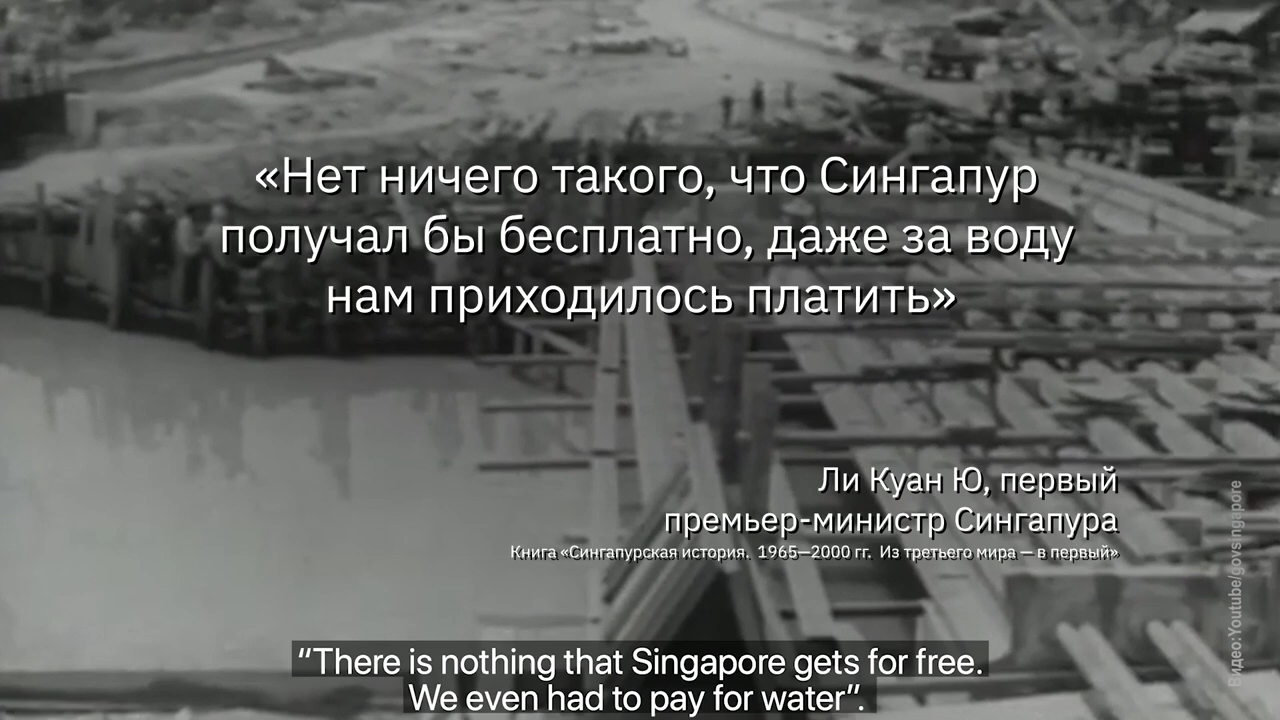 «Нет ничего такого, что Сингапур
получал бы бесплатно, даже за воду
нам приходилось платить»
Ли Куан Ю, первый
премьер-министр Сингапура
Книга «Сингапурская история. 1965—2000 гг. Из третьего мира — в первый»
Видео:Youtube/govsingapore
“There is nothing that Singapore gets for free.
We even had to pay for water”.